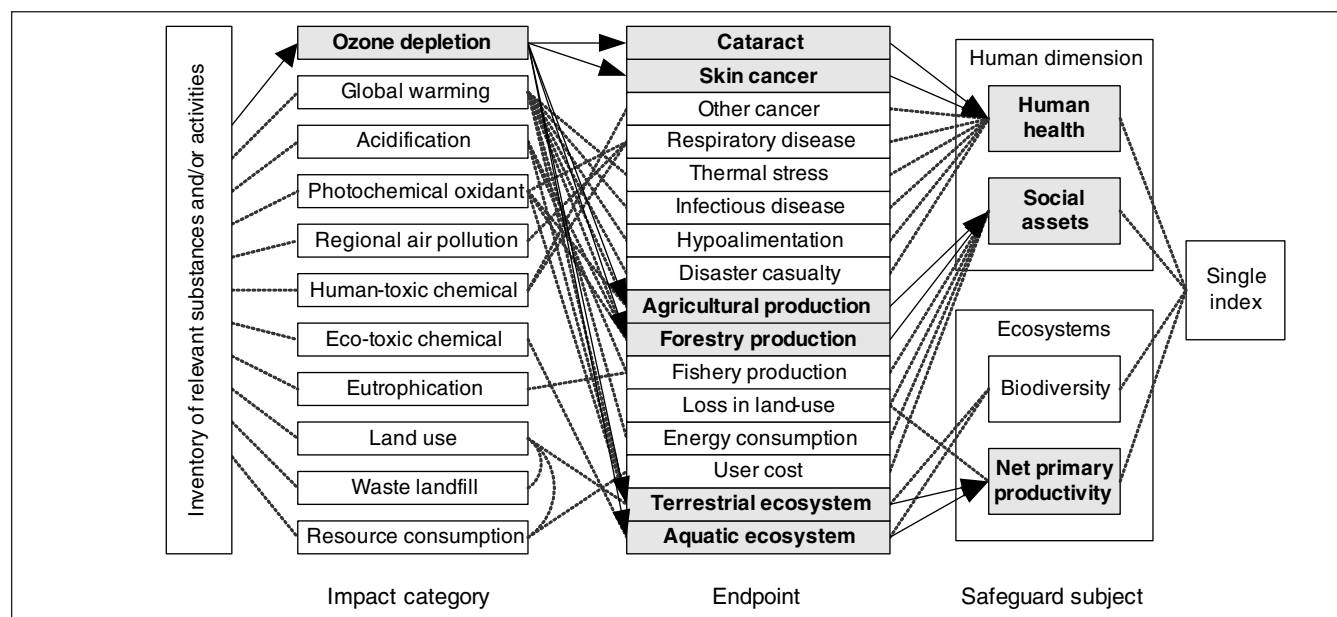 Inventory of relevant substances and/or activities
Ozone depletion
Global warming
Acidification
Photochemical oxidant
Regional air pollution
Human-toxic chemical
Eco-toxic chemical
Eutrophication
Land use
Waste landfill
Resource consumption
Impact category
Cataract
Skin cancer
Other cancer
Respiratory disease
Thermal stress
Infectious disease
Hypoalimentation
Disaster casualty
Agricultural production
Forestry production
Fishery production
Loss in land-use
Energy consumption
User cost
Terrestrial ecosystem
Aquatic ecosystem
Endpoint
Human dimension
Human
health
Social
assets
Ecosystems
Biodiversity
Net primary
productivity
Safeguard subject
Single
index